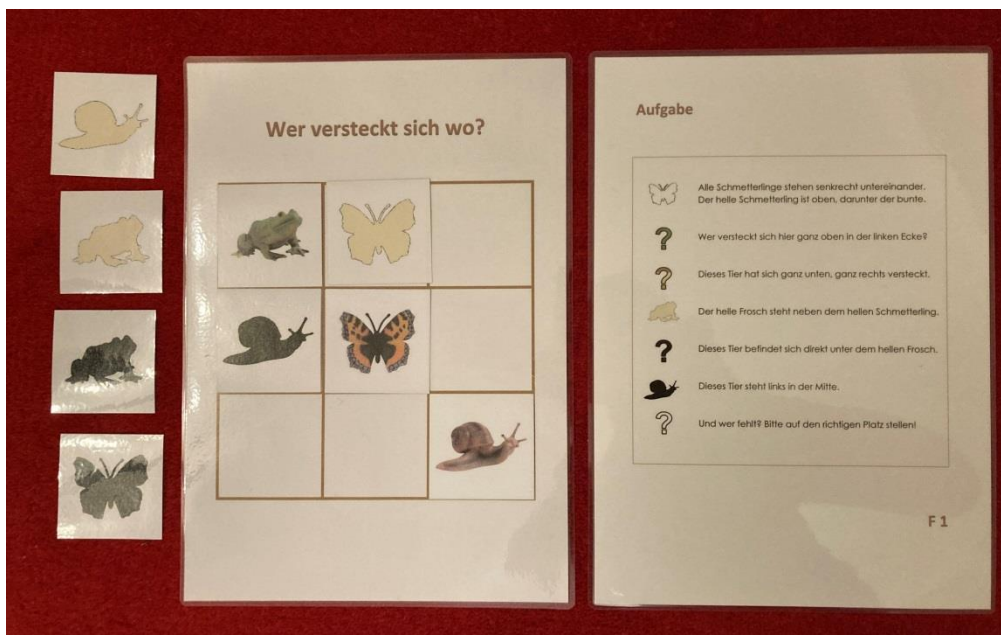 Wer versteckt sich wo?
Aufgabe
Alle Schmetterlinge stehen senkrecht untereinander.
Der helle Schmetterling ist oben, darunter der bunte.
? Wer versteckt sich hier ganz oben in der linken Ecke?
? Dieses Tier hat sich ganz unten, ganz rechts versteckt.
Der helle Frosch steht neben dem hellen Schmetterling.
? Dieses Tier befindet sich direkt unter dem hellen Frosch.
Dieses Tier steht links in der Mitte.
? Und wer fehlt? Bitte auf den richtigen Platz stellen!
F 1